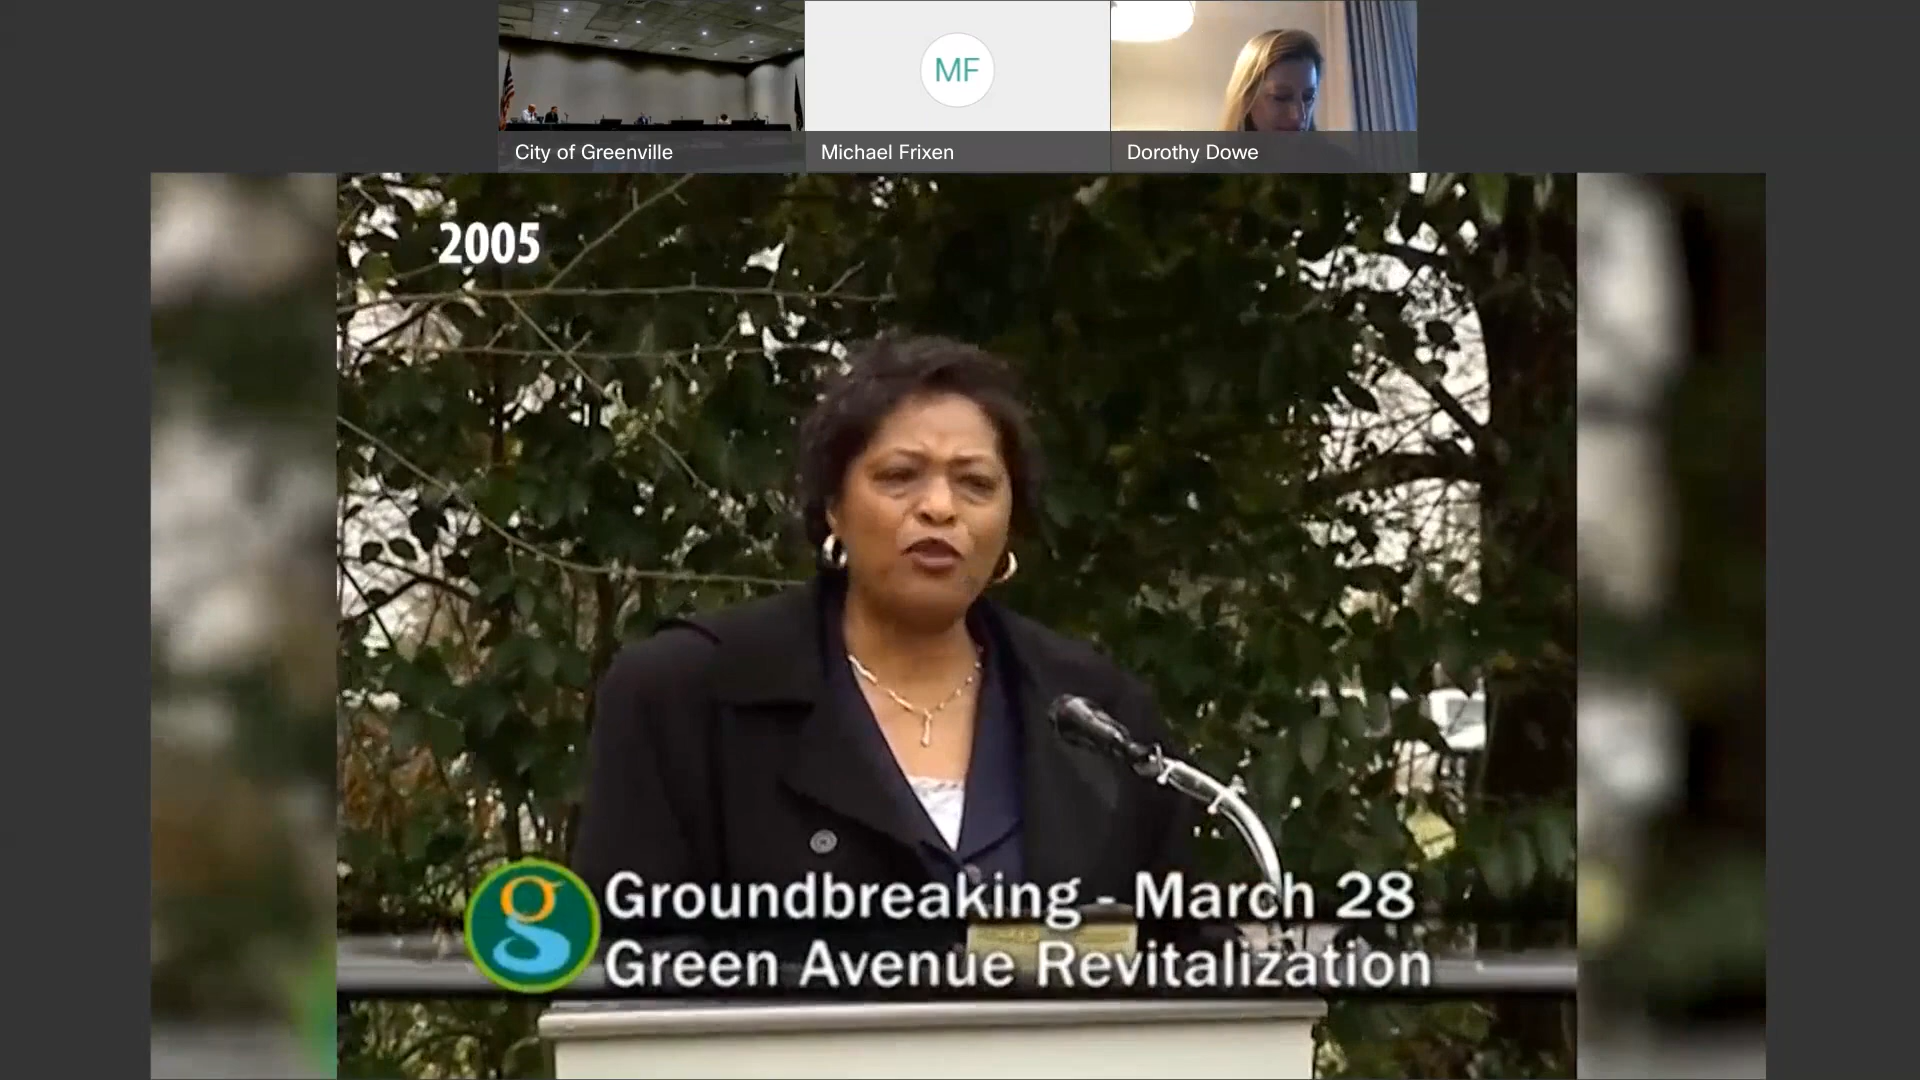 MF
City of Greenville
Michael Frixen
Dorothy Dowe
2005
g
Groundbreaking - March 28
Green Avenue Revitalization